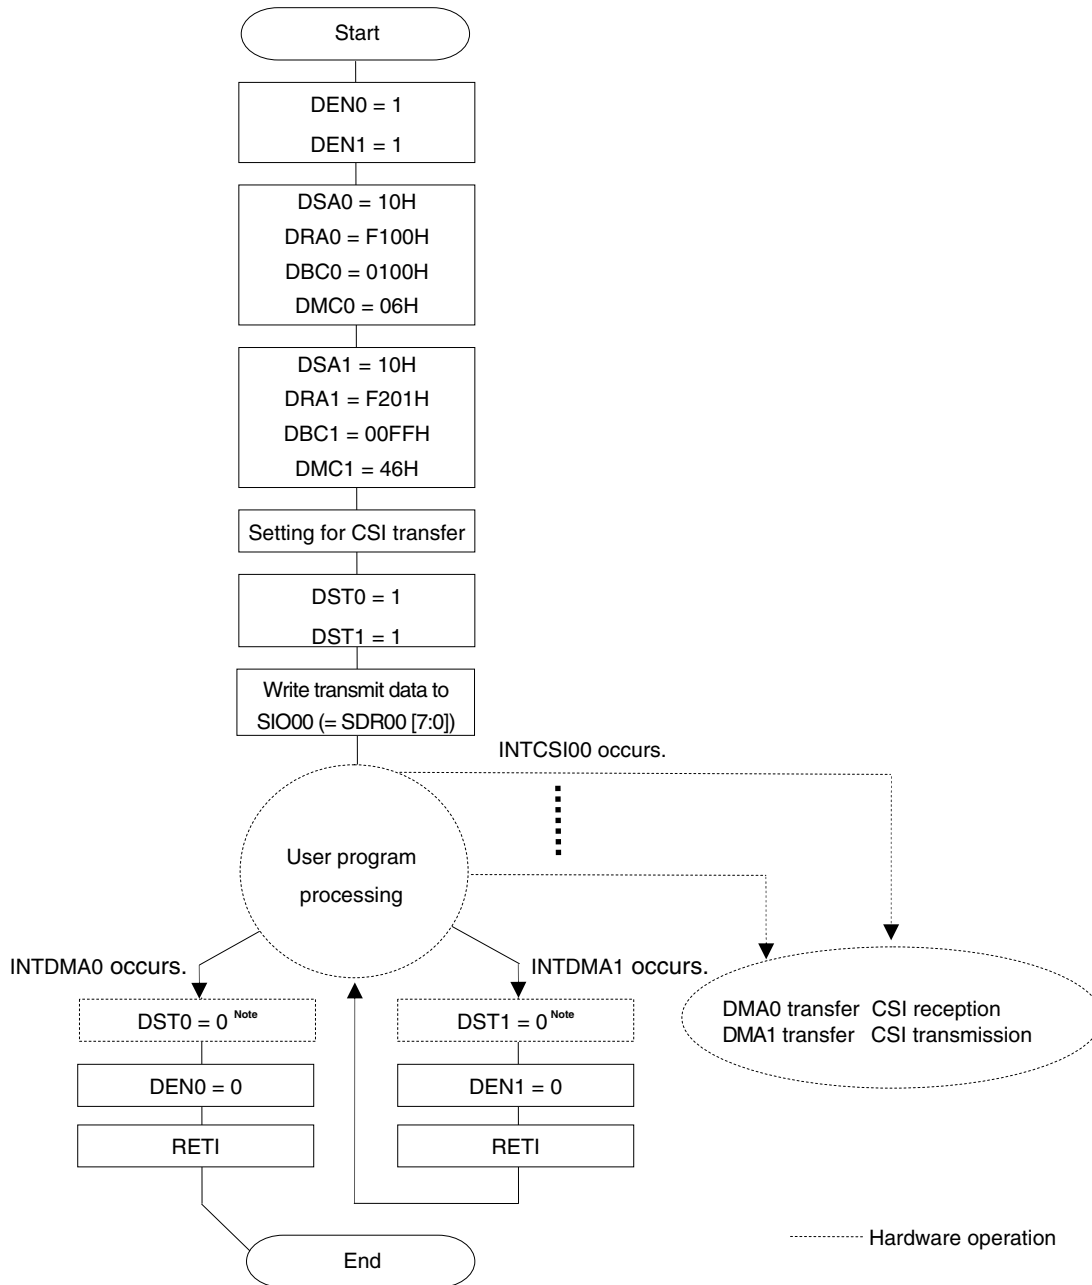 Start
DEN0 = 1
DEN1 = 1
DSA0 = 10H
DRA0 = F100H
DBC0 = 0100H
DMC0 = 06H
DSA1 = 10H
DRA1 = F201H
DBC1 = 00FFH
DMC1 = 46H
Setting for CSI transfer
DST0 = 1
DST1 = 1
Write transmit data to
SIO00 (= SDR00 [7:0])
INTCSI00 occurs.
User program
processing
INTDMA0 occurs.
INTDMA1 occurs.
DMA0 transfer CSI reception
DMA1 transfer CSI transmission
DST0 = 0 Note
DST1 = 0 Note
DEN0 = 0
DEN1 = 0
RETI
RETI
Hardware operation
End